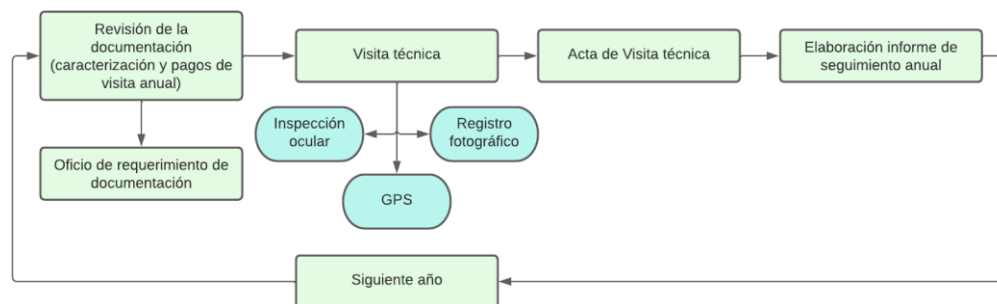 Revisión de la
documentación
(caracterización y pagos de
visita anual)
Visita técnica
Acta de Visita técnica
Elaboración informe de
seguimiento anual
Inspección
ocular
Registro
fotográfico
Oficio de requerimiento de
documentación
GPS
Siguiente año